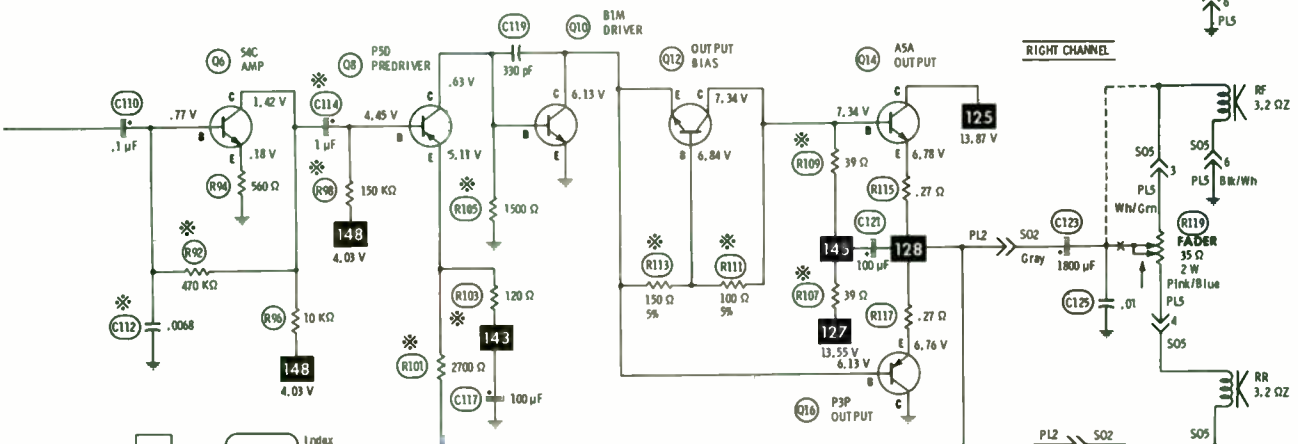 6
PL5
RIGHT CHANNEL
Q6
S4C
AMP
Q8
P5D
PREDRIVER
C119
330 pF
Q10
B1M
DRIVER
Q12
OUTPUT
BIAS
Q14
A5A
OUTPUT
C110
.1 µF
.77 V
B
C
1.42 V
E
.18 V
R94
560 Ω
※
C114
1 µF
※
R98
150 KΩ
148
4.03 V
4.45 V
B
C
.63 V
E
5.11 V
※
R105
1500 Ω
B
C
6.13 V
E
E
C
7.34 V
B
6.84 V
7.34 V
B
C
E
6.78 V
125
13.87 V
※
R109
39 Ω
R115
.27 Ω
145
C121
100 µF
128
PL2
SO2
Gray
C123
1800 µF
C125
.01
RF
3.2 ΩZ
SO5
3
PL5
Wh/Grn
SO5
6
PL5
Blk/Wh
R119
FADER
35 Ω
2 W
Pink/Blue
PL5
4
SO5
※
R92
470 KΩ
※
C112
.0068
R96
10 KΩ
148
4.03 V
R103
120 Ω
※
143
※
R101
2700 Ω
C117
100 µF
※
R113
150 Ω
5%
※
R111
100 Ω
5%
※
R107
39 Ω
127
13.55 V
R117
.27 Ω
6.13 V
B
E
6.76 V
C
Q16
P3P
OUTPUT
RR
3.2 ΩZ
SO5
PL2
SO2
Index